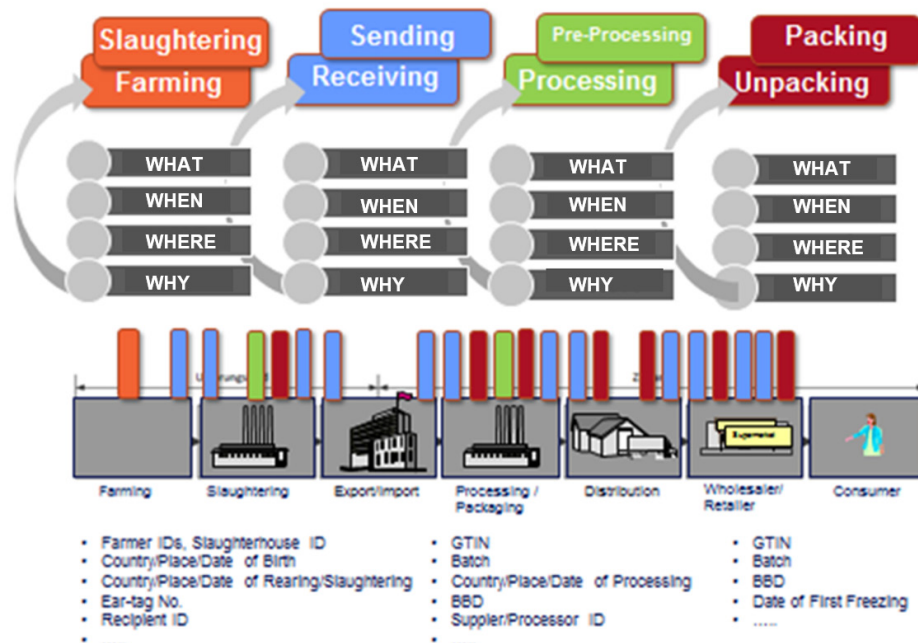 Slaughtering
Farming
Sending
Receiving
Pre-Processing
Processing
Packing
Unpacking
WHAT
WHEN
WHERE
WHY
WHAT
WHEN
WHERE
WHY
WHAT
WHEN
WHERE
WHY
WHAT
WHEN
WHERE
WHY
Supermarket
Farming
Slaughtering
Export/Import
Processing /
Packaging
Distribution
Wholesaler/
Retailer
Consumer
• Farmer IDs, Slaughterhouse ID
• Country/Place/Date of Birth
• Country/Place/Date of Rearing/Slaughtering
• Ear-tag No.
• Recipient ID
• GTIN
• Batch
• Country/Place/Date of Processing
• BBD
• Supplier/Processor ID
• GTIN
• Batch
• BBD
• Date of First Freezing
• .....